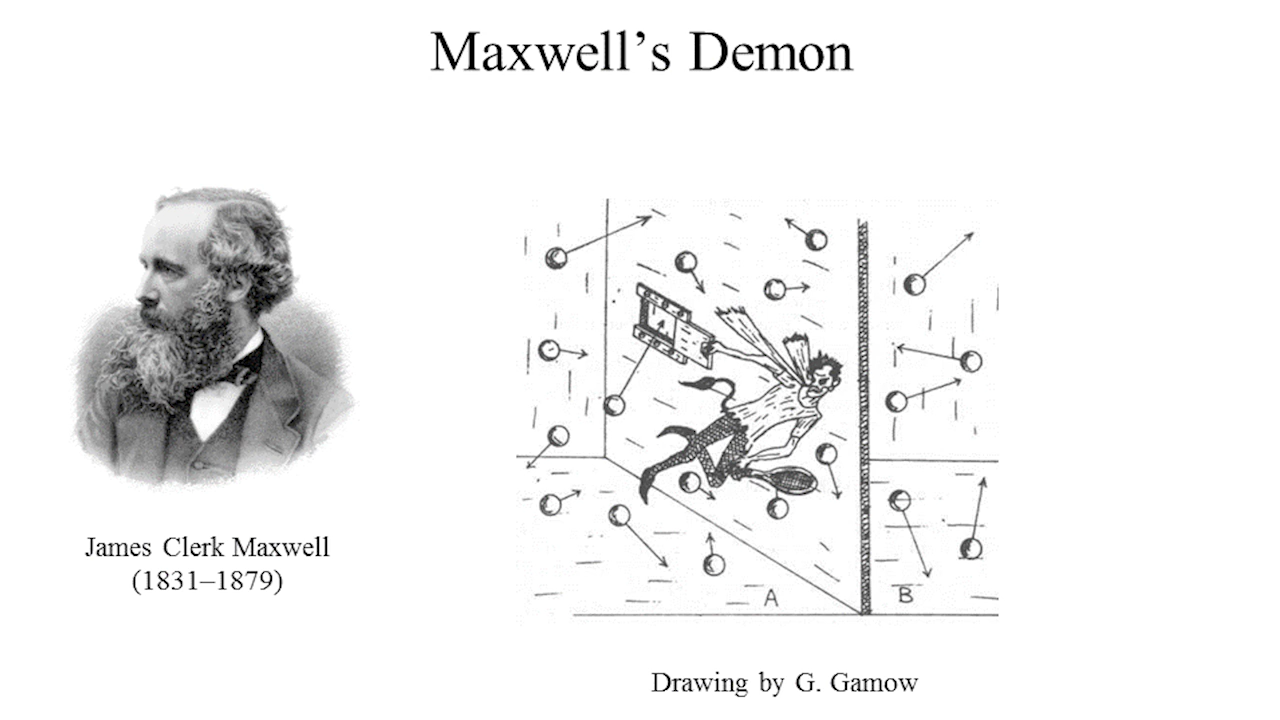 Maxwell’s Demon
James Clerk Maxwell
(1831–1879)
A
B
Drawing by G. Gamow